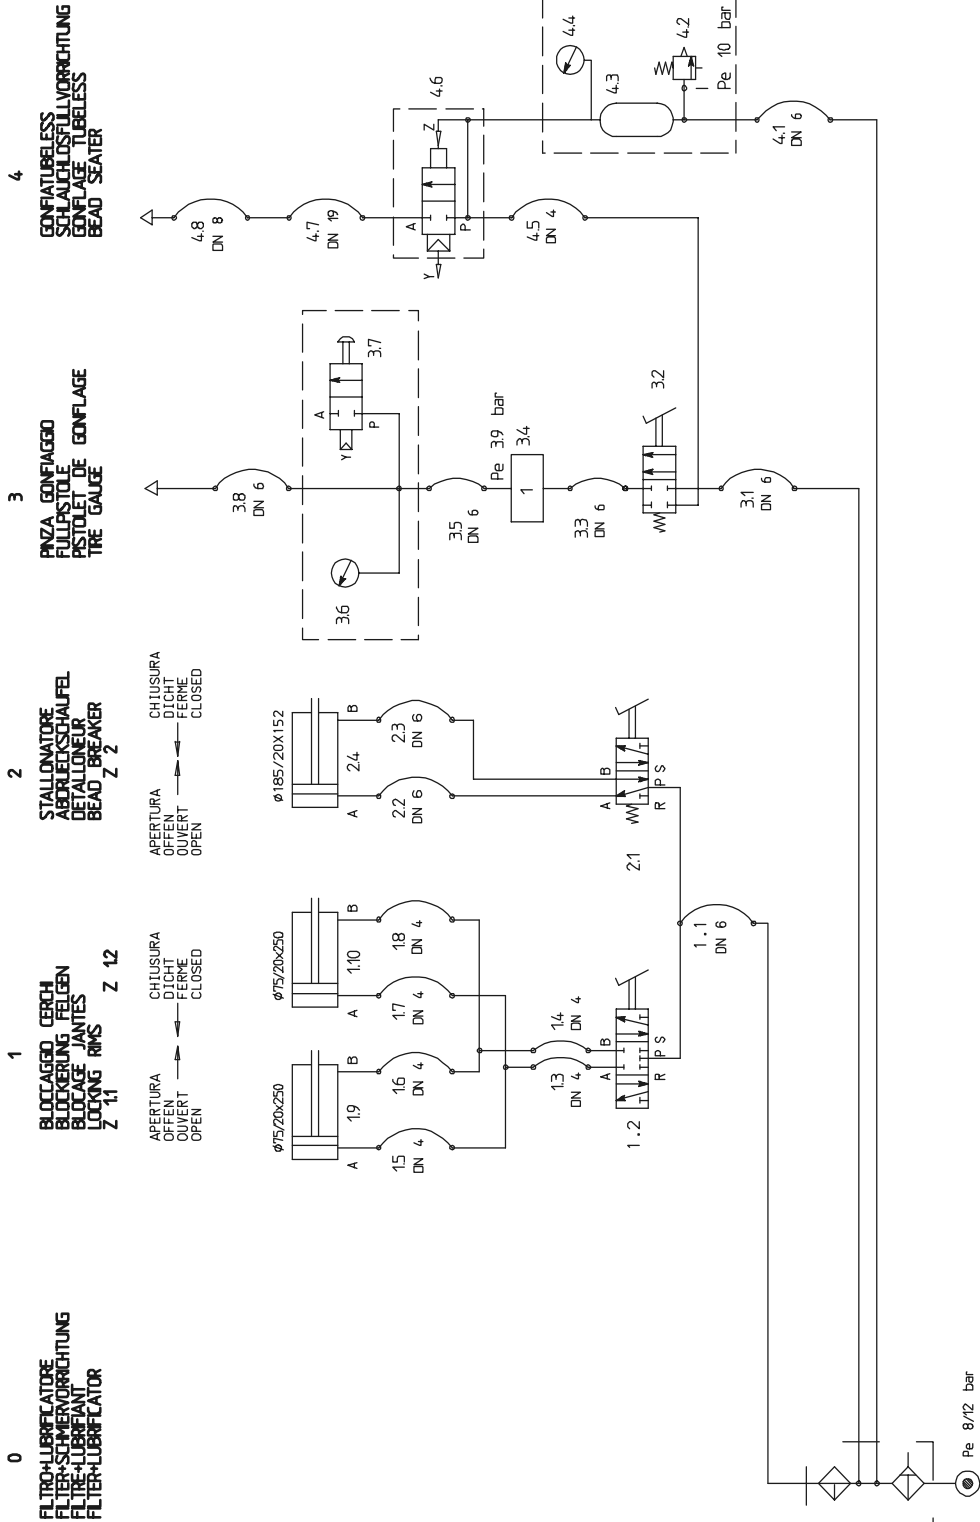 0
FILTRO+LUBRIFICATORE
FILTER+SCHMIERVORRICHTUNG
FILTRE+LUBRIFIANT
FILTER+LUBRIFICATOR
1
BLOCCAGGIO CERCHI
BLOCKIERUNG FELGEN
BLOCAGE JANTES
LOCKING RIMS
Z 1.1 Z 1.2
2
STALLONATORE
ABDRUECKSCHAUFEL
DETALLONEUR
BEAD BREAKER
Z 2
3
PINZA GONFIAGGIO
FULLPISTOLE
PISTOLET DE GONFLAGE
TIRE GAUGE
4
GONFIATUBELESS
SCHLAUCHLOSFULLVORRICHTUNG
GONFLAGE TUBELESS
BEAD SEATER
APERTURA CHIUSURA
OFFEN DICHT
OUVERT FERME
OPEN CLOSED
APERTURA CHIUSURA
OFFEN DICHT
OUVERT FERME
OPEN CLOSED
ø75/20x250
A 1.9 B
ø75/20x250
A 1.10 B
ø185/20X152
A 2.4 B
1.5
DN 4
1.6
DN 4
1.7
DN 4
1.8
DN 4
2.2
DN 6
2.3
DN 6
1.3
DN 4
1.4
DN 4
1.2
A B
R P S
2.1
A B
R P S
1.1
DN 6
3.8
DN 6
3.6
A
Y
P
3.7
3.5
DN 6
Pe 3.9 bar
1
3.4
3.3
DN 6
3.2
3.1
DN 6
4.8
DN 8
4.7
DN 19
A
Z
Y
P
4.6
4.5
DN 4
4.4
4.3
4.2
Pe 10 bar
4.1
DN 6
Pe 8/12 bar